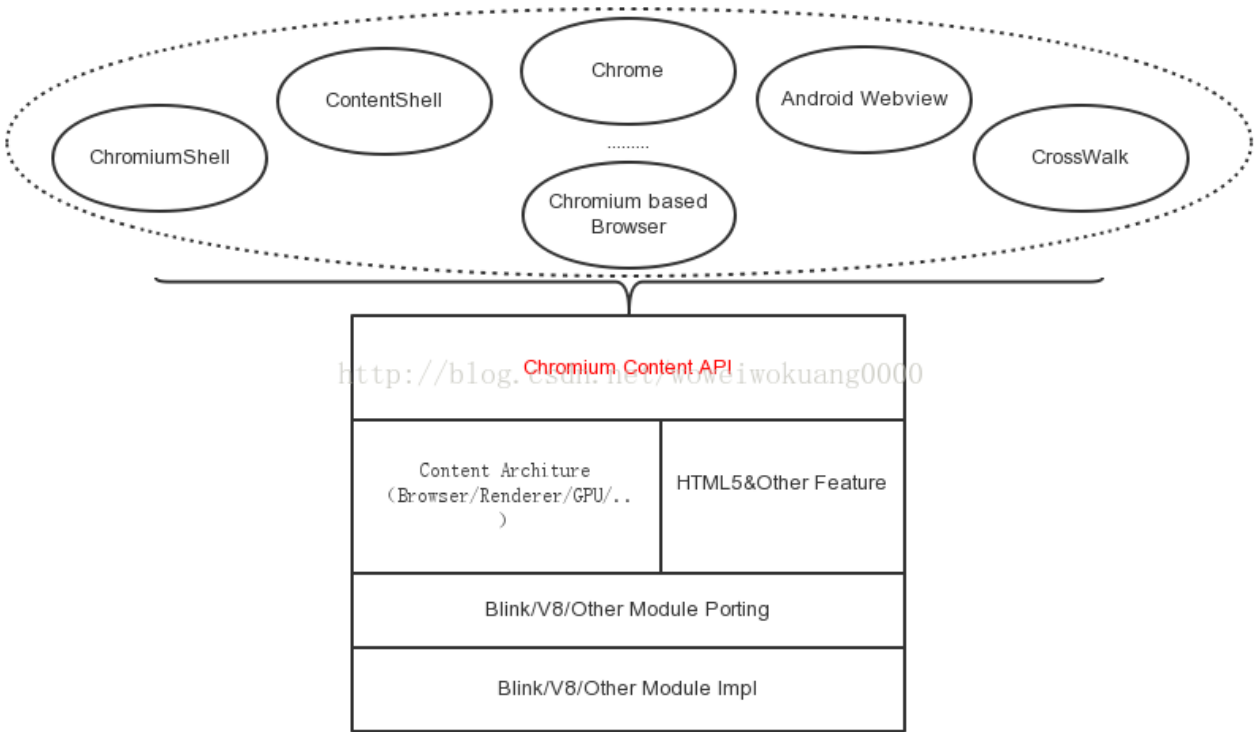 Chrome
ContentShell
Android Webview
ChromiumShell
.........
CrossWalk
Chromium based
Browser
Chromium Content API
http://blog.csdn.net/woweiwokuang0000
Content Architure
（Browser/Renderer/GPU/..
）
HTML5&Other Feature
Blink/V8/Other Module Porting
Blink/V8/Other Module Impl